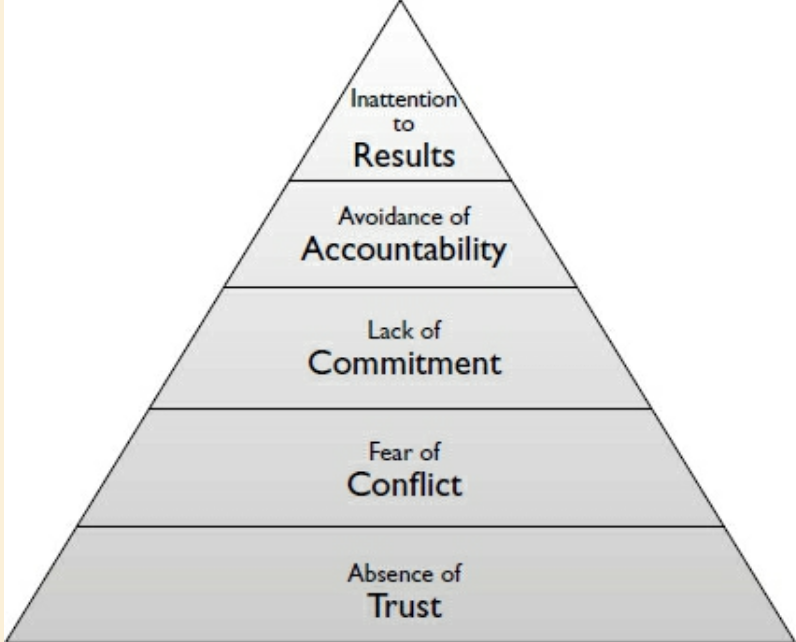 Inattention
to
Results
Avoidance of
Accountability
Lack of
Commitment
Fear of
Conflict
Absence of
Trust